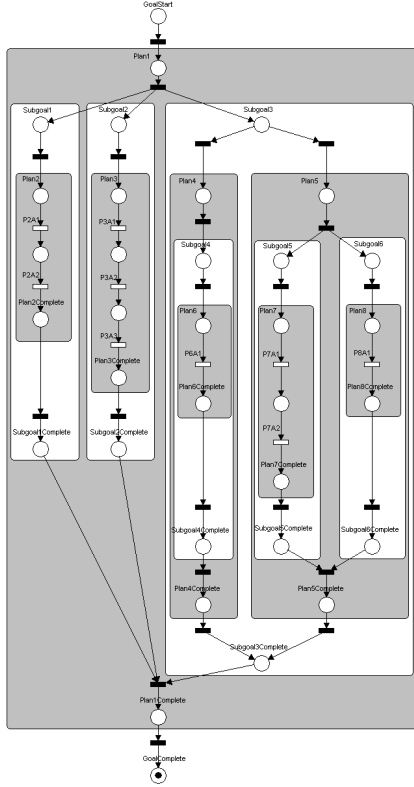 GoalStart
Plan1
Subgoal1
Subgoal2
Subgoal3
Plan2
Plan3
Plan4
Plan5
P2A1
P3A1
Subgoal4
Subgoal5
Subgoal6
P2A2
P3A2
Plan2Complete
Plan6
Plan7
Plan8
P3A3
P6A1
P7A1
P8A1
Plan3Complete
Plan6Complete
Plan8Complete
Subgoal1Complete
Subgoal2Complete
P7A2
Plan7Complete
Subgoal4Complete
Subgoal5Complete
Subgoal6Complete
Plan4Complete
Plan5Complete
Subgoal3Complete
Plan1Complete
GoalComplete